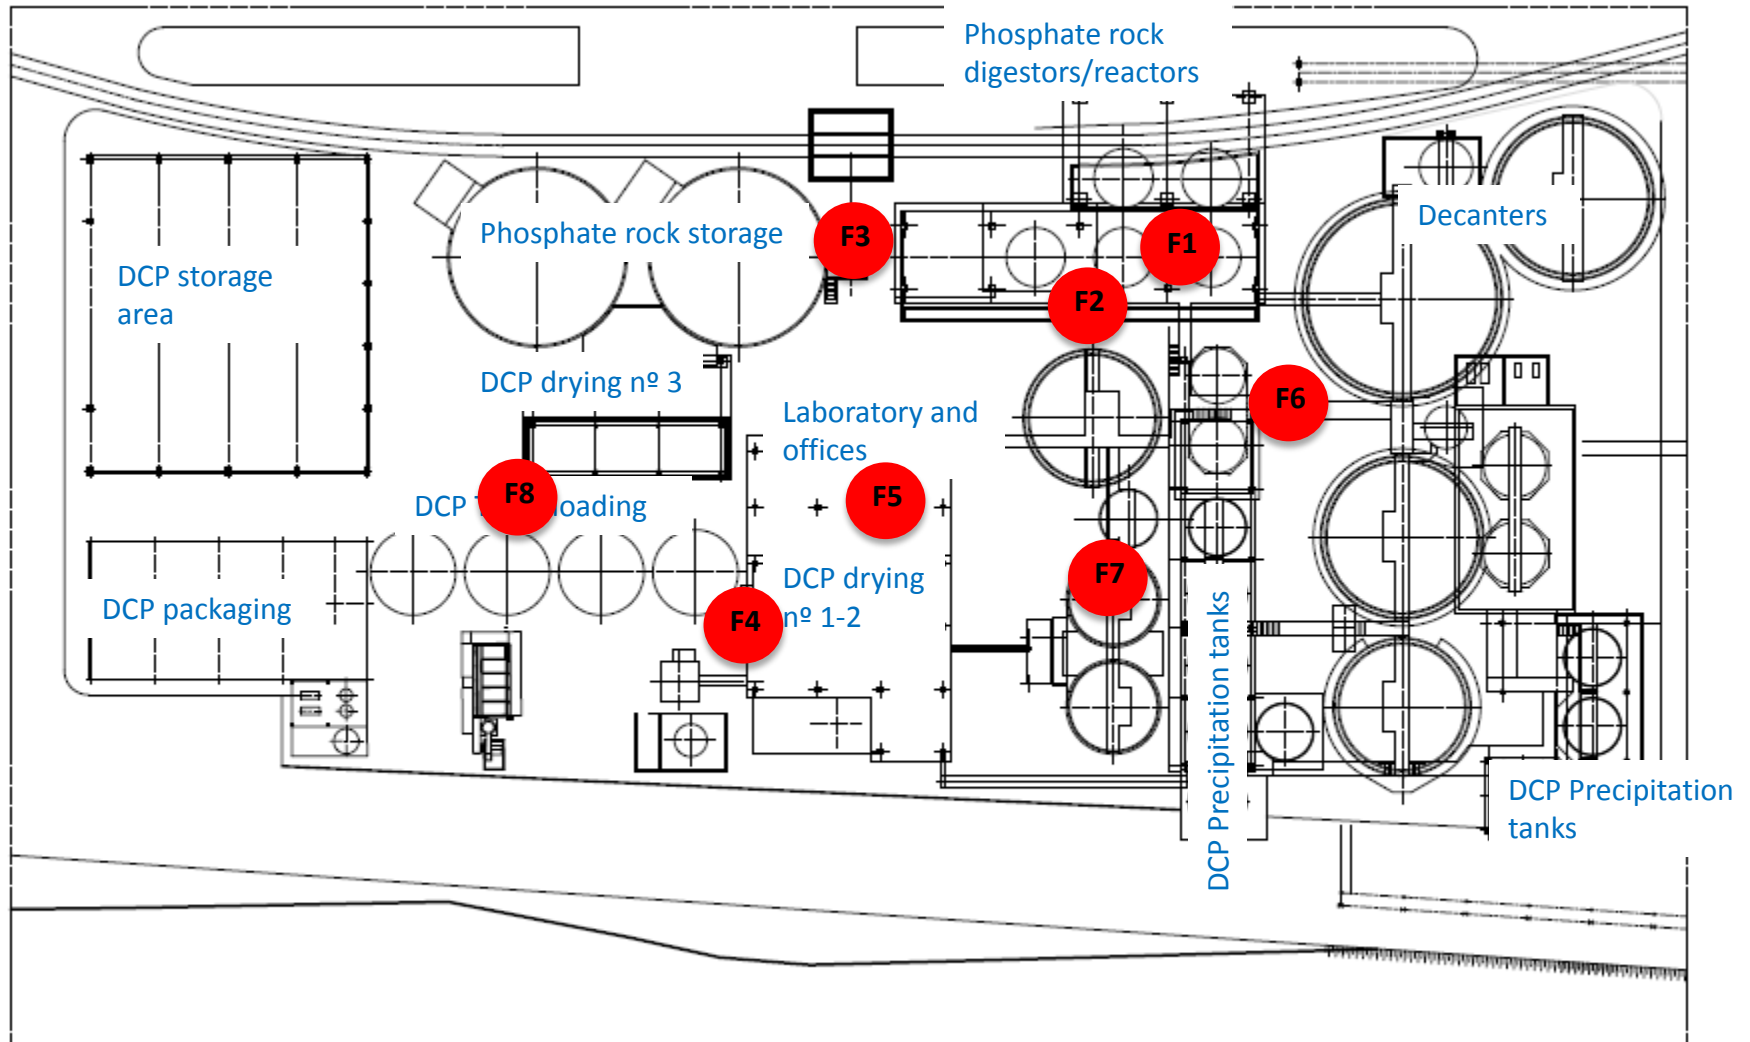 Phosphate rock
digestors/reactors
Decanters
Phosphate rock storage
F3
F1
DCP storage
area
F2
DCP drying nº 3
F6
Laboratory and
offices
F8
DCP
loading
F5
F7
DCP packaging
DCP drying
nº 1-2
F4
DCP Precipitation tanks
DCP Precipitation
tanks